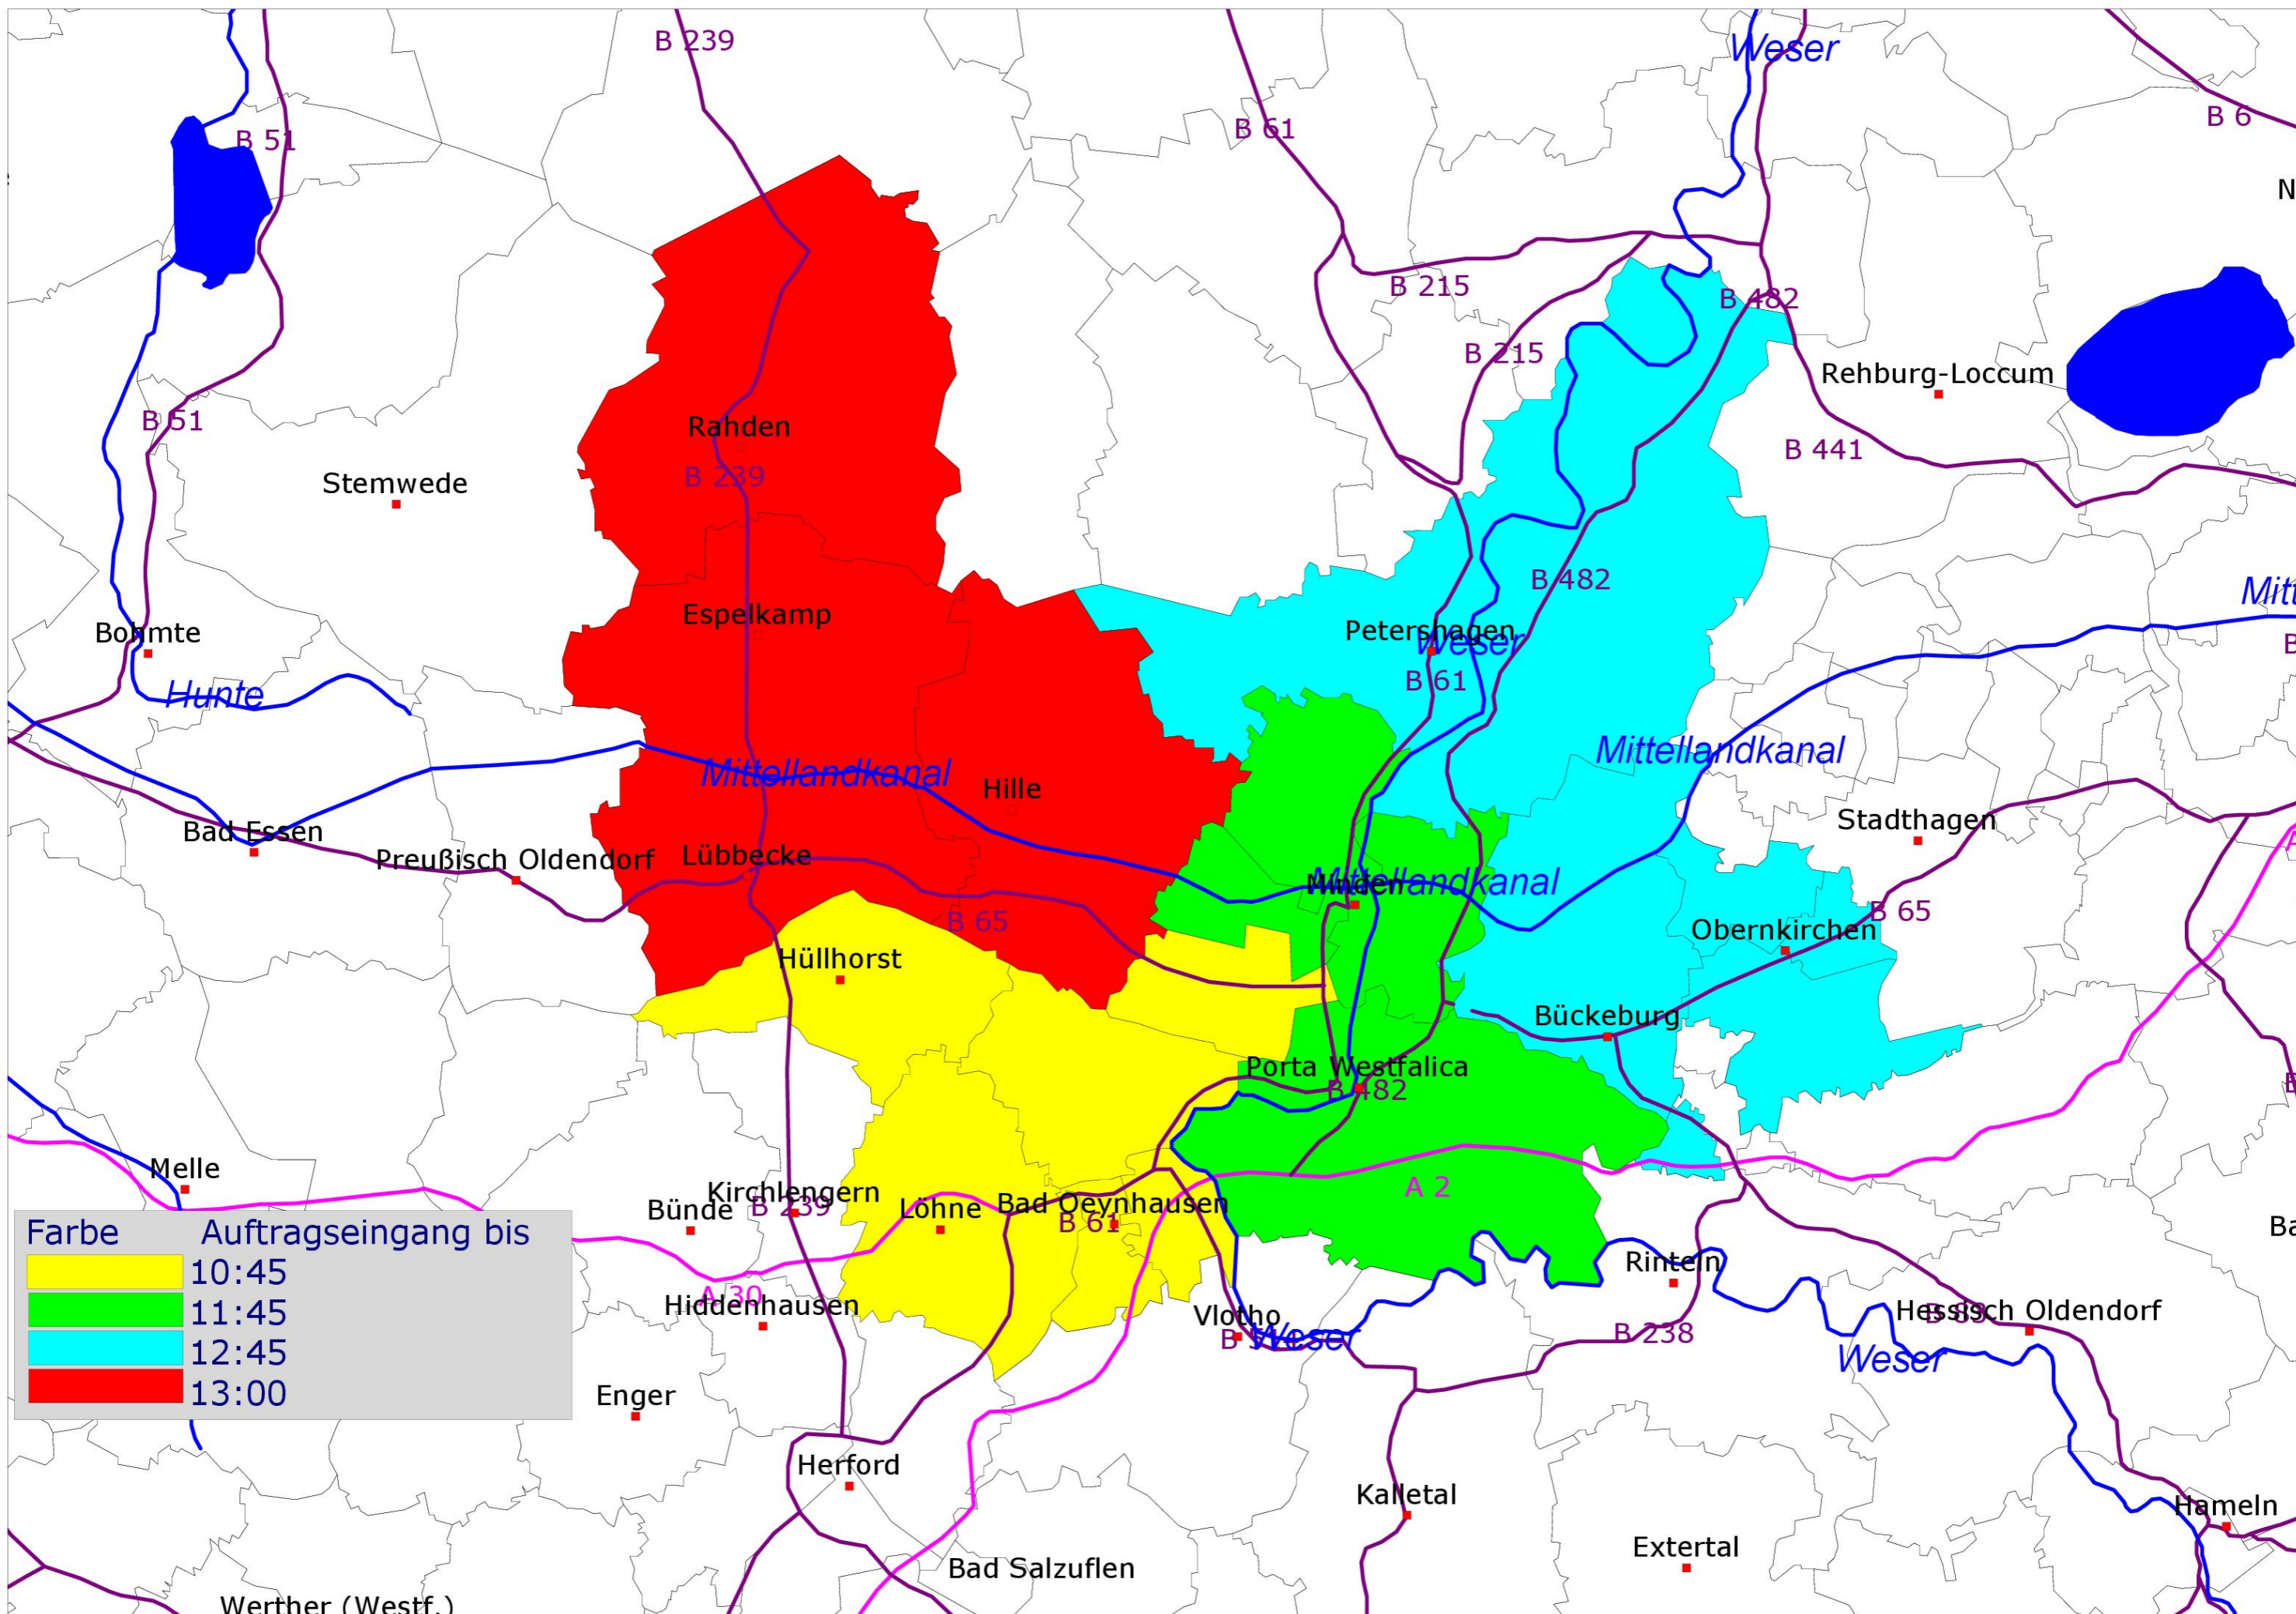 B 239
Weser
B 61
B 6
B 51
N
B 215
B 482
B 215
Rehburg-Loccum
B 51
Rahden
B 441
B 239
Stemwede
B 482
Mitt
Espelkamp
Bohmte
Petershagen
Weser
B
Hunte
B 61
Mittellandkanal
Mittellandkanal
Hille
Stadthagen
Bad Essen
A
Preußisch Oldendorf
Lübbecke
Minden
Mittellandkanal
B 65
B 65
Obernkirchen
Hüllhorst
Bückeburg
Porta Westfalica
B 482
B
Melle
A 2
Kirchlengern
Bünde
B 239
Löhne
Bad Oeynhausen
B 61
Ba
Farbe Auftragseingang bis
10:45
11:45
12:45
13:00
Rinteln
A 30
Hiddenhausen
Vlotho
Weser
B 238
Hessisch Oldendorf
B 83
Weser
Enger
Herford
Kalletal
Hameln
Extertal
Bad Salzuflen
Werther (Westf.)